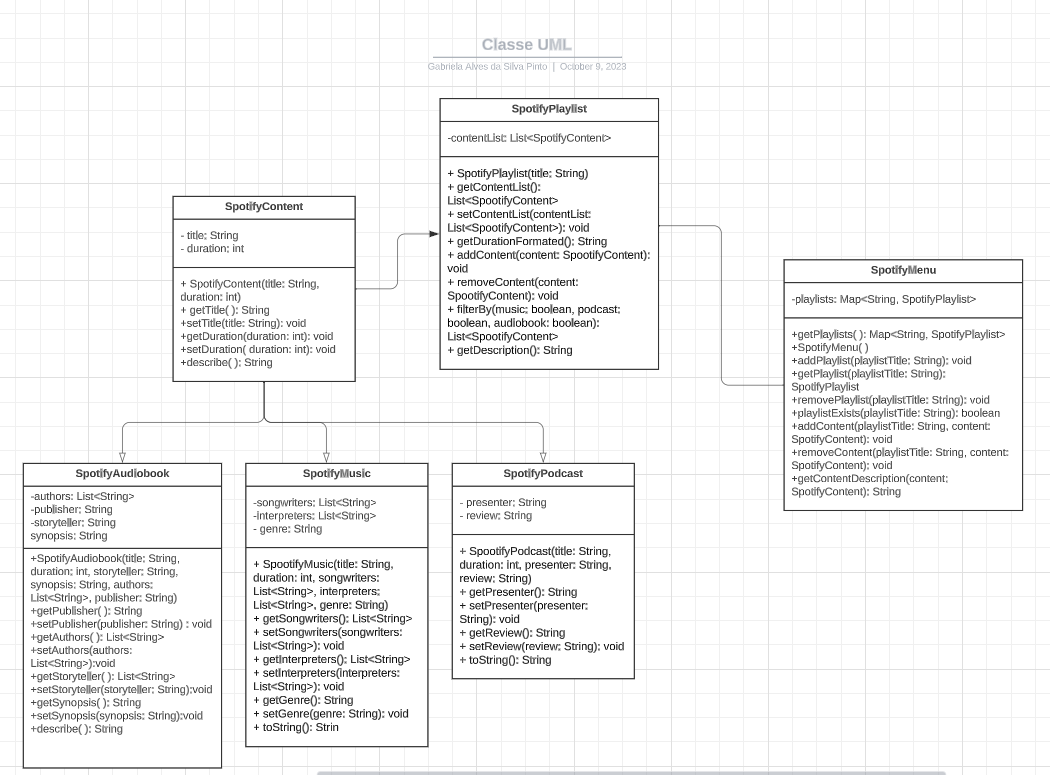 Classe UML
Gabriela Alves da Silva Pinto | October 9, 2023
SpotifyPlaylist
-contentList: List<SpotifyContent>
+ SpotifyPlaylist(title: String)
+ getContentList():
List<SpootifyContent>
+ setContentList(contentList:
List<SpootifyContent>): void
+ getDurationFormated(): String
+ addContent(content: SpootifyContent):
void
+ removeContent(content:
SpootifyContent): void
+ filterBy(music: boolean, podcast:
boolean, audiobook: boolean):
List<SpootifyContent>
+ getDescription(): String
SpotifyContent
- title: String
- duration: int
+ SpotifyContent(title: String,
duration: int)
+ getTitle( ): String
+setTitle(title: String): void
+getDuration(duration: int): void
+setDuration( duration: int): void
+describe( ): String
SpotifyMenu
-playlists: Map<String, SpotifyPlaylist>
+getPlaylists( ): Map<String, SpotifyPlaylist>
+SpotifyMenu( )
+addPlaylist(playlistTitle: String): void
+getPlaylist(playlistTitle: String):
SpotifyPlaylist
+removePlaylist(playlistTitle: String): void
+playlistExists(playlistTitle: String): boolean
+addContent(playlistTitle: String, content:
SpotifyContent): void
+removeContent(playlistTitle: String, content:
SpotifyContent): void
+getContentDescription(content:
SpotifyContent): String
SpotifyAudiobook
-authors: List<String>
-publisher: String
-storyteller: String
synopsis: String
+SpotifyAudiobook(title: String,
duration: int, storyteller: String,
synopsis: String, authors:
List<String>, publisher: String)
+getPublisher( ): String
+setPublisher(publisher: String) : void
+getAuthors( ): List<String>
+setAuthors(authors:
List<String>):void
+getStoryteller( ): List<String>
+setStoryteller(storyteller: String):void
+getSynopsis( ): String
+setSynopsis(synopsis: String):void
+describe( ): String
SpotifyMusic
-songwriters: List<String>
-interpreters: List<String>
- genre: String
+ SpootifyMusic(title: String,
duration: int, songwriters:
List<String>, interpreters:
List<String>, genre: String)
+ getSongwriters(): List<String>
+ setSongwriters(songwriters:
List<String>): void
+ getInterpreters(): List<String>
+ setInterpreters(interpreters:
List<String>): void
+ getGenre(): String
+ setGenre(genre: String): void
+ toString(): Strin
SpotifyPodcast
- presenter: String
- review: String
+ SpootifyPodcast(title: String,
duration: int, presenter: String,
review: String)
+ getPresenter(): String
+ setPresenter(presenter:
String): void
+ getReview(): String
+ setReview(review: String): void
+ toString(): String